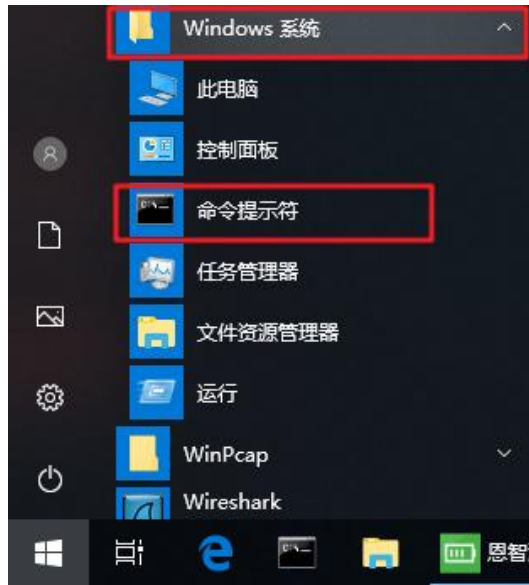 Windows 系统
此电脑
控制面板
命令提示符
任务管理器
文件资源管理器
运行
WinPcap
Wireshark
恩智